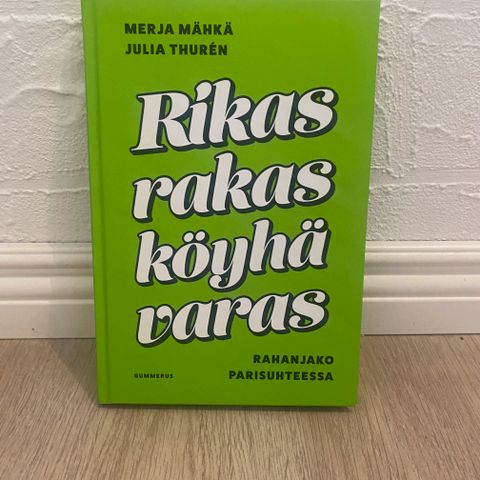 MERJA MÄHKÄ
JULIA THURÉN
Rikas
rakas
köyhä
varas
RAHANJAKO
PARISUHTEESSA
GUMMERUS